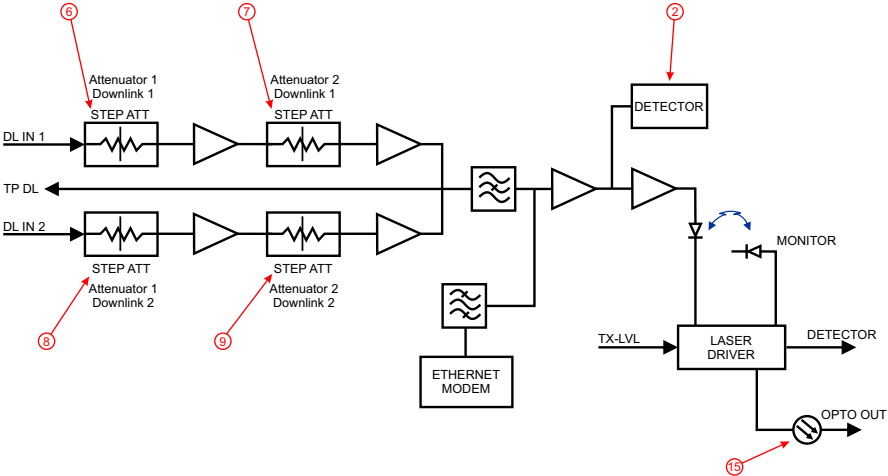 6
7
2
Attenuator 1
Downlink 1
Attenuator 2
Downlink 1
STEP ATT
STEP ATT
DETECTOR
DL IN 1
TP DL
DL IN 2
STEP ATT
STEP ATT
Attenuator 1
Downlink 2
Attenuator 2
Downlink 2
MONITOR
8
9
TX-LVL
LASER
DRIVER
DETECTOR
ETHERNET
MODEM
OPTO OUT
15